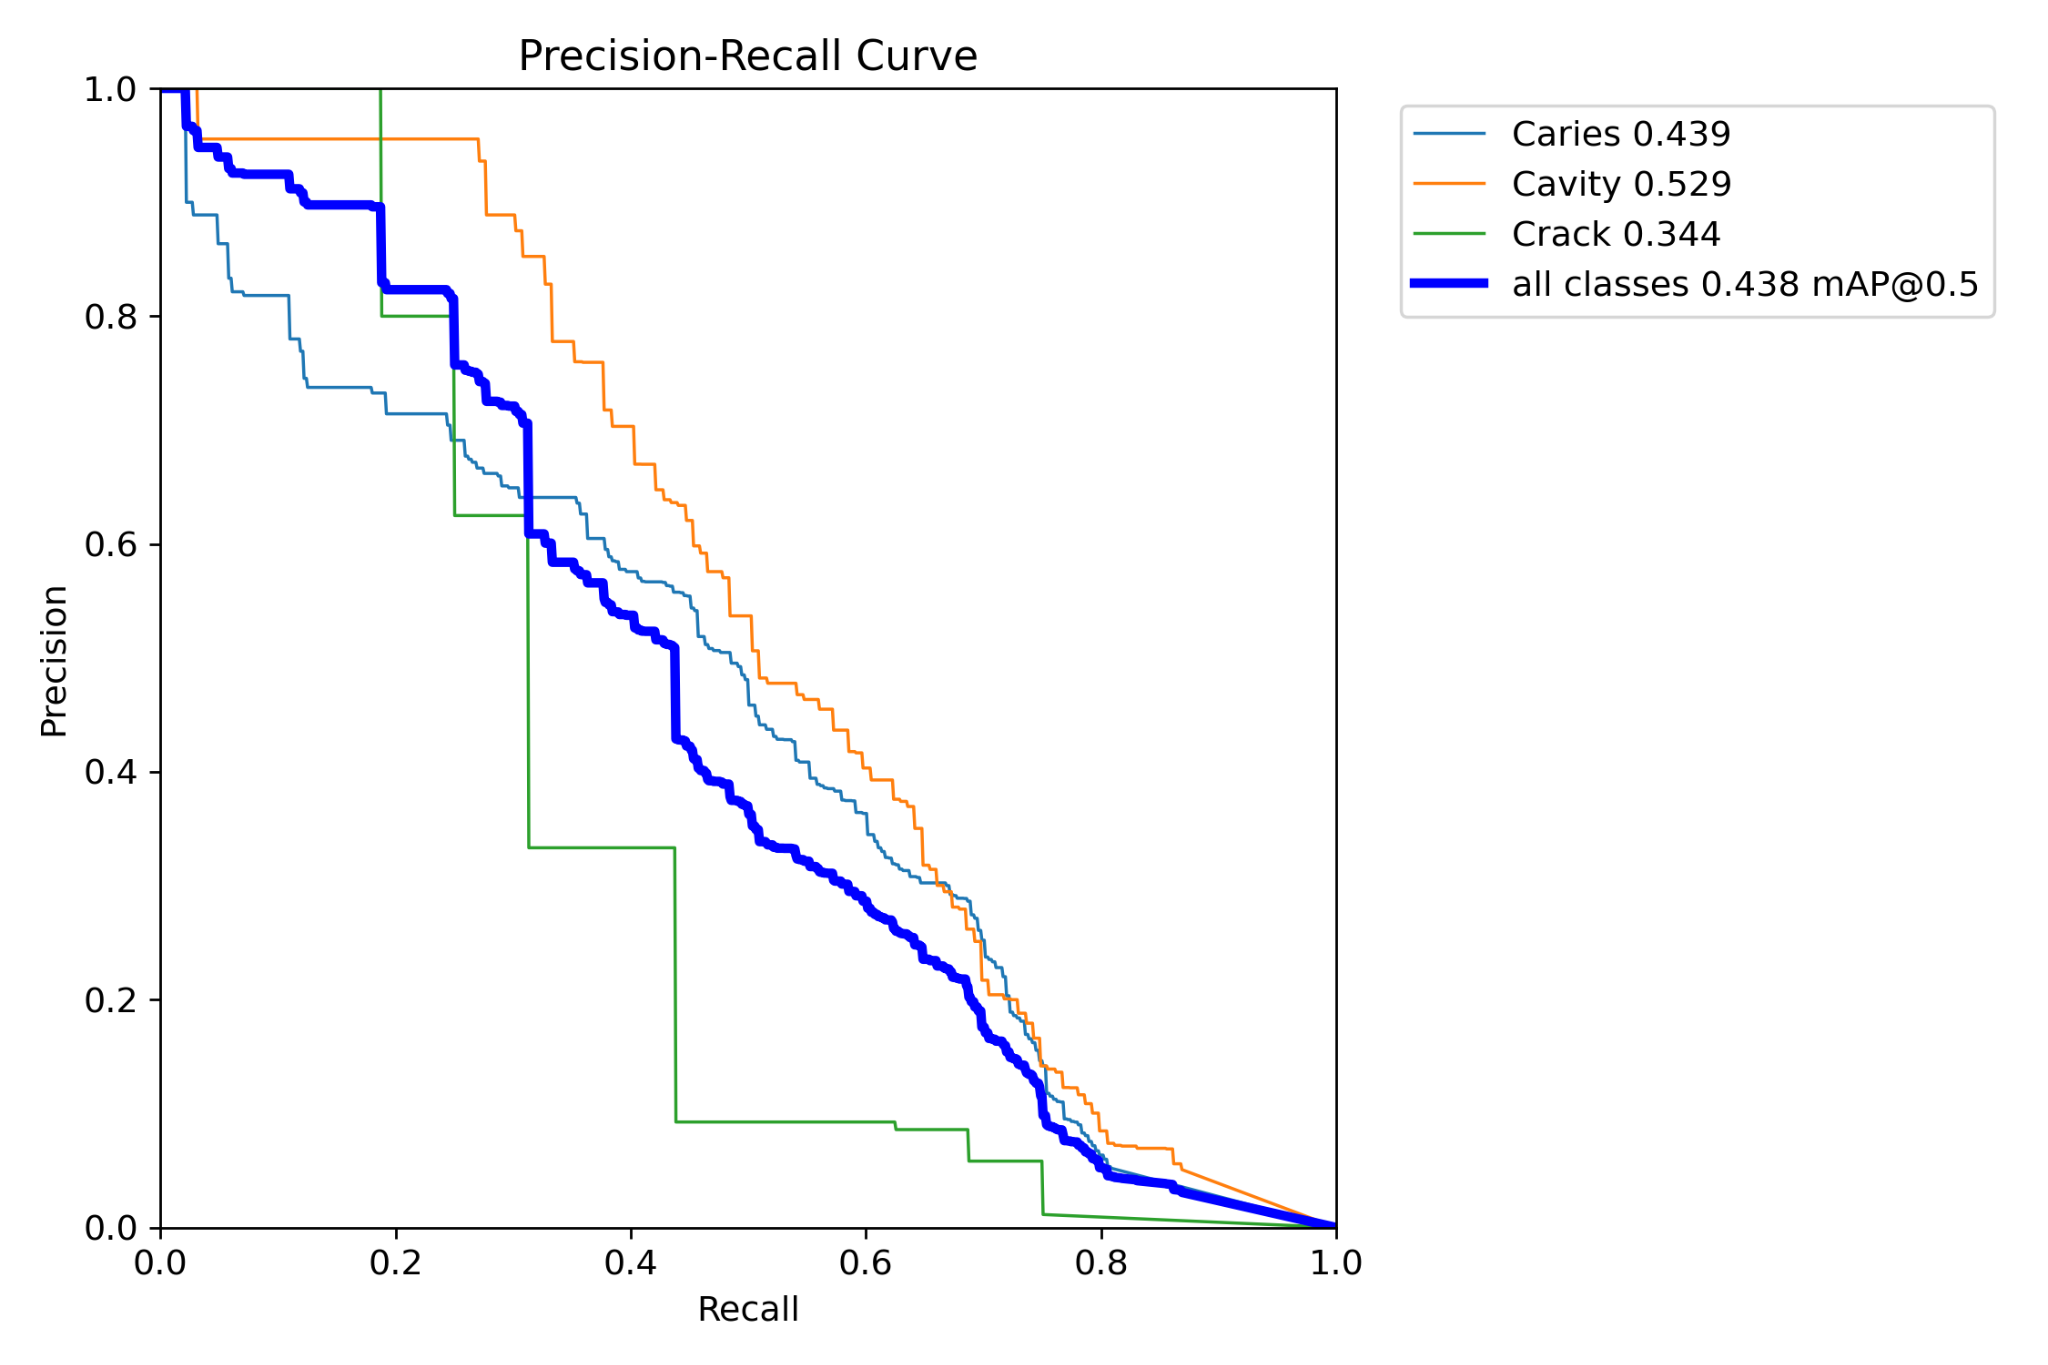 Precision-Recall Curve
1.0
0.8
0.6
0.4
0.2
0.0
Precision
0.0 0.2 0.4 0.6 0.8 1.0
Recall
Caries 0.439
Cavity 0.529
Crack 0.344
all classes 0.438 mAP@0.5